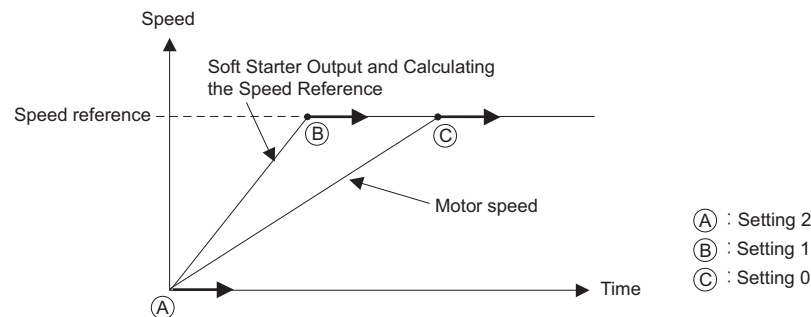 Speed
Soft Starter Output and Calculating
the Speed Reference
Speed reference
B
C
Motor speed
A
Time
A : Setting 2
B : Setting 1
C : Setting 0